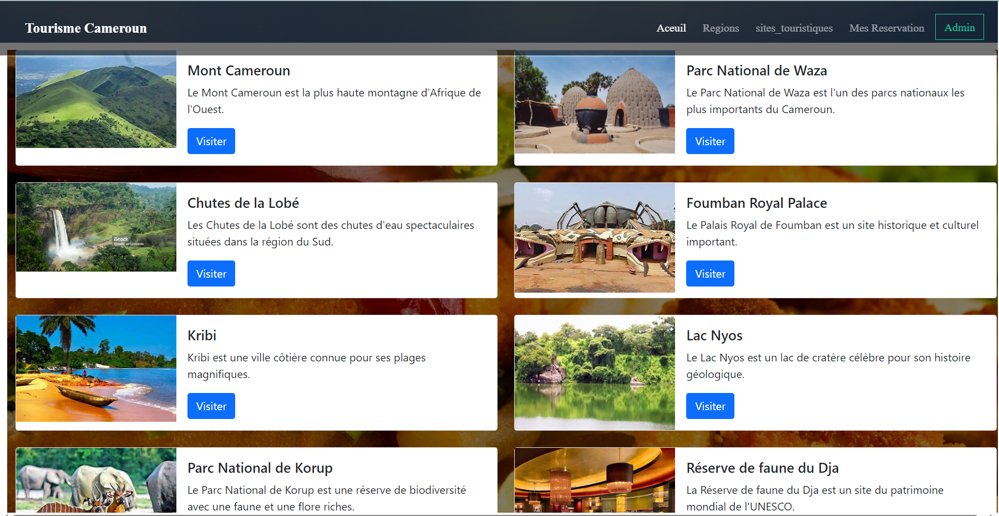 Tourisme Cameroun
Aceuil
Regions
sites_touristiques
Mes Reservation
Admin
Mont Cameroun
Le Mont Cameroun est la plus haute montagne d'Afrique de
l'Ouest.
Visiter
Parc National de Waza
Le Parc National de Waza est l'un des parcs nationaux les
plus importants du Cameroun.
Visiter
iStock
Credit: antoineede
Chutes de la Lobé
Les Chutes de la Lobé sont des chutes d'eau spectaculaires
situées dans la région du Sud.
Visiter
Foumban Royal Palace
Le Palais Royal de Foumban est un site historique et culturel
important.
Visiter
Kribi
Kribi est une ville côtière connue pour ses plages
magnifiques.
Visiter
Lac Nyos
Le Lac Nyos est un lac de cratère célèbre pour son histoire
géologique.
Visiter
Parc National de Korup
Le Parc National de Korup est une réserve de biodiversité
avec une faune et une flore riches.
Réserve de faune du Dja
La Réserve de faune du Dja est un site du patrimoine
mondial de l'UNESCO.